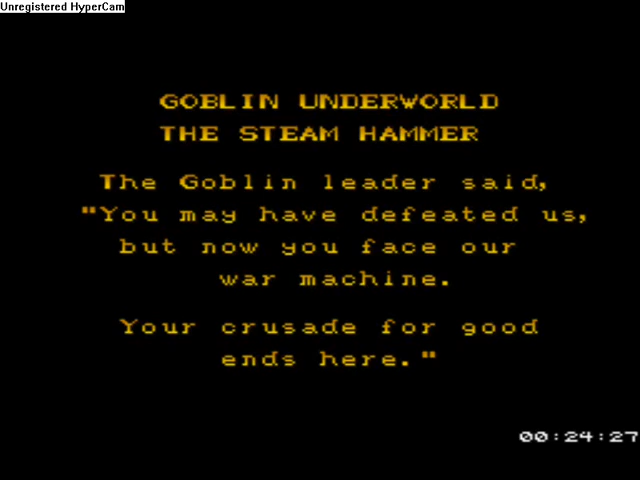 Unregistered HyperCam
GOBLIN UNDERWORLD
THE STEAM HAMMER
The Goblin leader said,
"You may have defeated us,
but now you face our
war machine.
Your crusade for good
ends here."
00:24:27